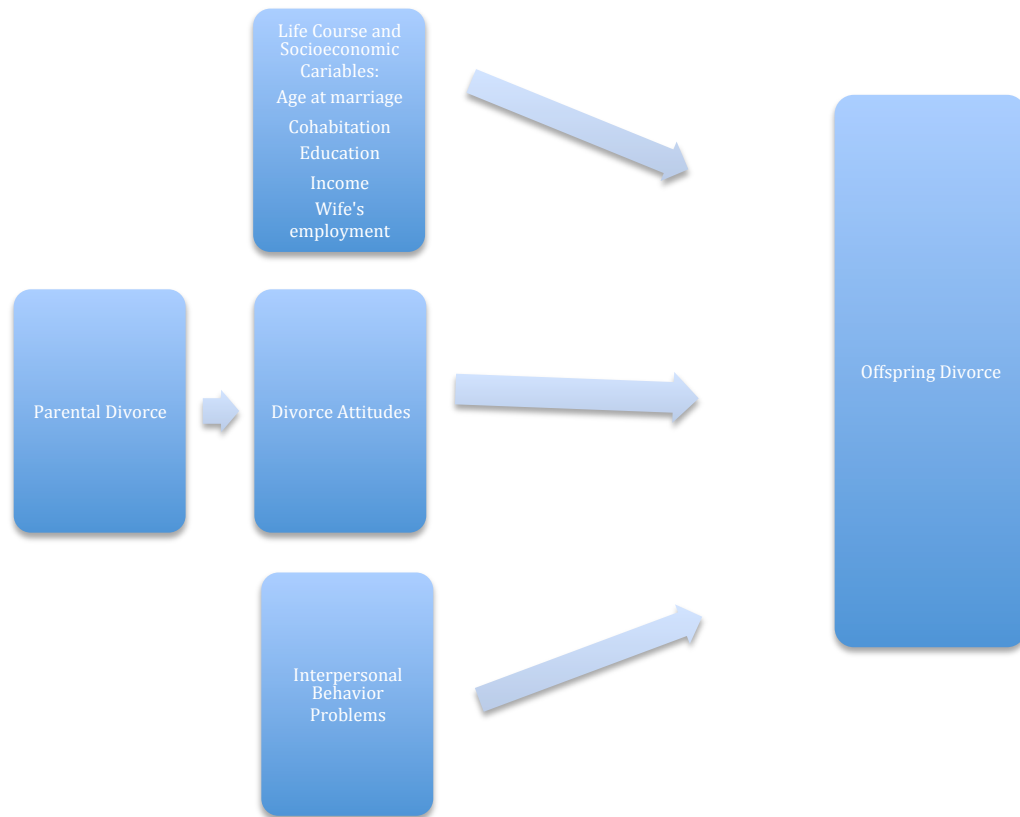 Life Course and
Socioeconomic
Cariables:
Age at marriage
Cohabitation
Education
Income
Wife's
employment
Parental Divorce
Divorce Attitudes
Offspring Divorce
Interpersonal
Behavior
Problems